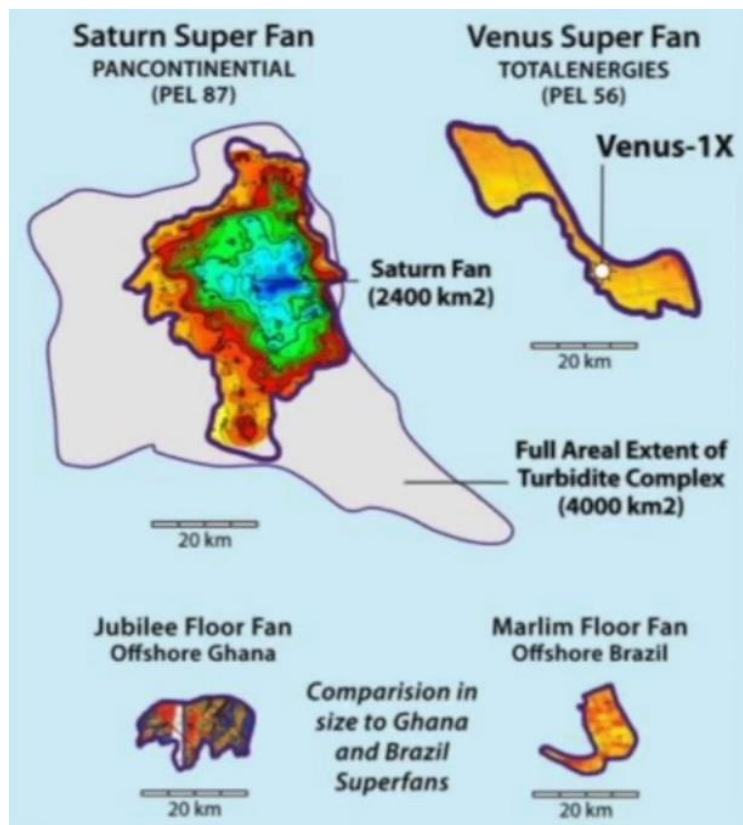 Saturn Super Fan
PANCONTINENTIAL
(PEL 87)
Venus Super Fan
TOTALENERGIES
(PEL 56)
Venus-1X
Saturn Fan
(2400 km2)
20 km
Full Areal Extent of
Turbidite Complex
(4000 km2)
20 km
Jubilee Floor Fan
Offshore Ghana
Marlim Floor Fan
Offshore Brazil
Comparision in
size to Ghana
and Brazil
Superfans
20 km
20 km